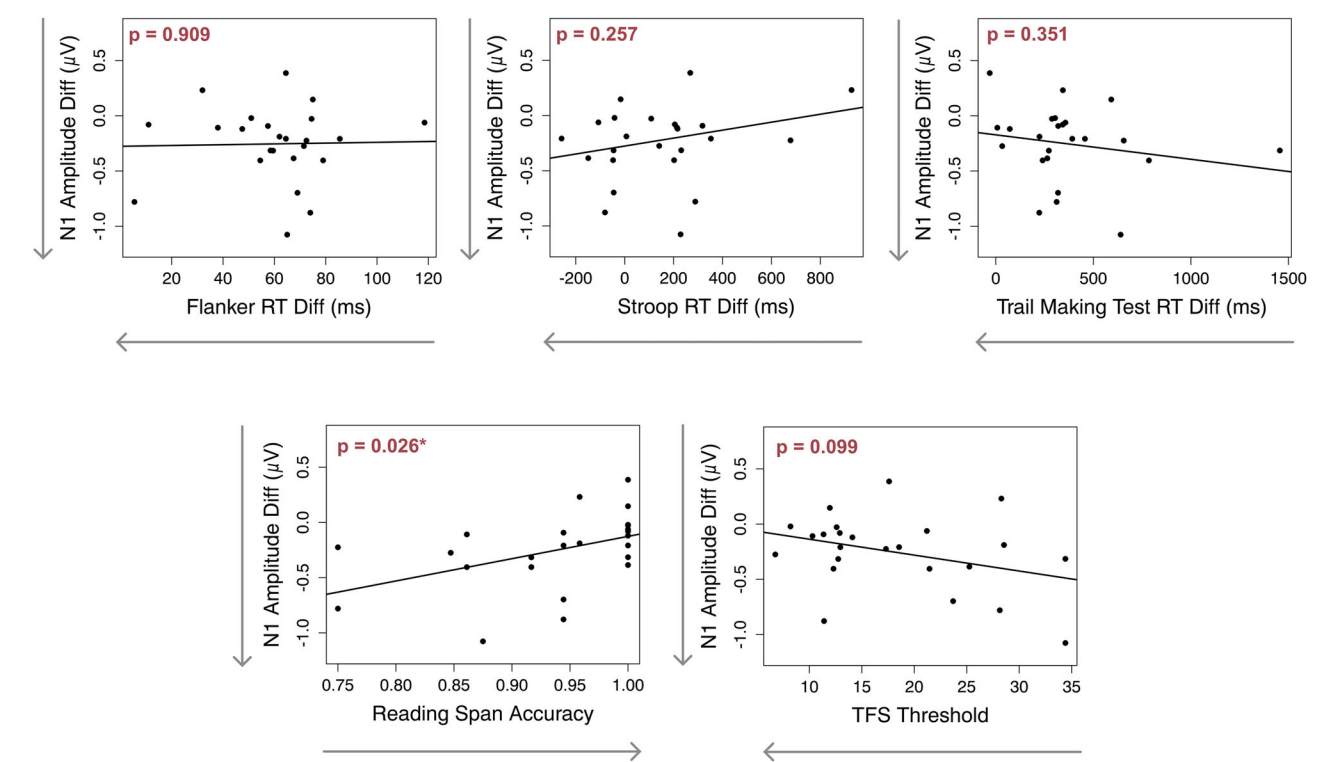 p = 0.909
N1 Amplitude Diff (μV)
0.5
0.0
-0.5
-1.0
20 40 60 80 100 120
Flanker RT Diff (ms)
p = 0.257
N1 Amplitude Diff (μV)
0.5
0.0
-0.5
-1.0
-200 0 200 400 600 800
Stroop RT Diff (ms)
p = 0.351
N1 Amplitude Diff (μV)
0.5
0.0
-0.5
-1.0
0 500 1000 1500
Trail Making Test RT Diff (ms)
p = 0.026*
N1 Amplitude Diff (μV)
0.5
0.0
-0.5
-1.0
0.75 0.80 0.85 0.90 0.95 1.00
Reading Span Accuracy
p = 0.099
N1 Amplitude Diff (μV)
0.5
0.0
-0.5
-1.0
10 15 20 25 30 35
TFS Threshold